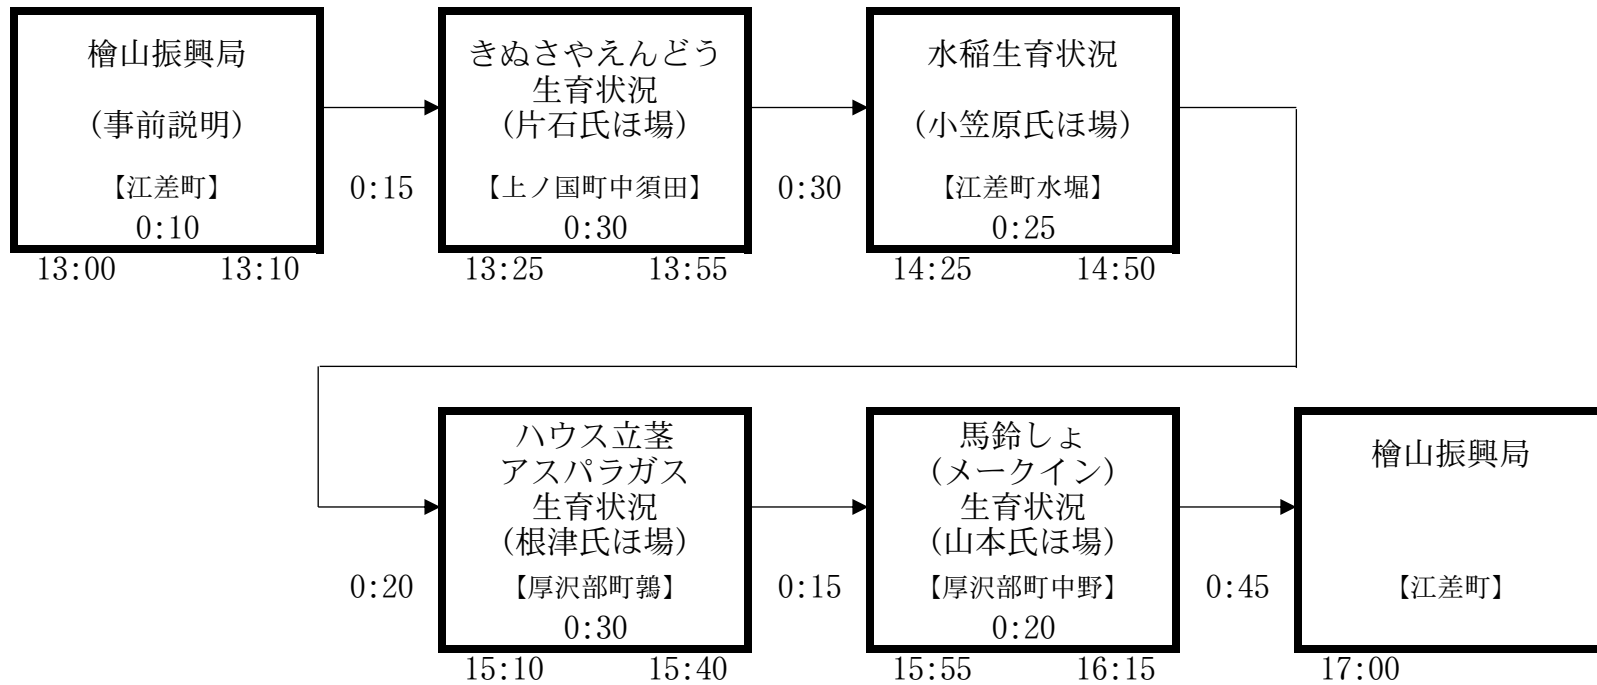 檜山振興局
（事前説明）
【江差町】
0:10
13:00 13:10
0:15
きぬさやえんどう
生育状況
（片石氏ほ場）
【上ノ国町中須田】
0:30
13:25 13:55
0:30
水稲生育状況
（小笠原氏ほ場）
【江差町水堀】
0:25
14:25 14:50
0:20
ハウス立茎
アスパラガス
生育状況
（根津氏ほ場）
【厚沢部町鶉】
0:30
15:10 15:40
0:15
馬鈴しょ
（メークイン）
生育状況
（山本氏ほ場）
【厚沢部町中野】
0:20
15:55 16:15
0:45
檜山振興局
【江差町】
17:00